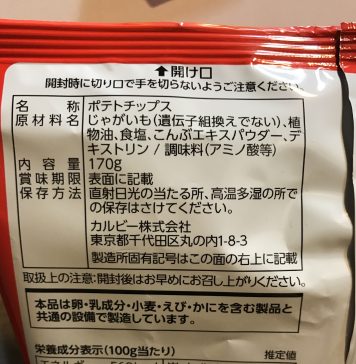 ⬆開け口
開封時に切り口で手を切らないようご注意ください。
名称 ポテトチップス
原材料名 じゃがいも(遺伝子組換えでない)、植
物油、食塩、こんぶエキスパウダー、デ
キストリン / 調味料(アミノ酸等)
内容量 170g
賞味期限 表面に記載
保存方法 直射日光の当たる所、高温多湿の所で
の保存はさけてください。
カルビー株式会社
東京都千代田区丸の内1-8-3
製造所固有記号はこの面の右上に記載
取扱上の注意:開封後はお早めにお召し上がりください。
本品は卵・乳成分・小麦・えび・かにを含む製品と
共通の設備で製造しています。
栄養成分表示(100g当たり) 推定値
エネルギー